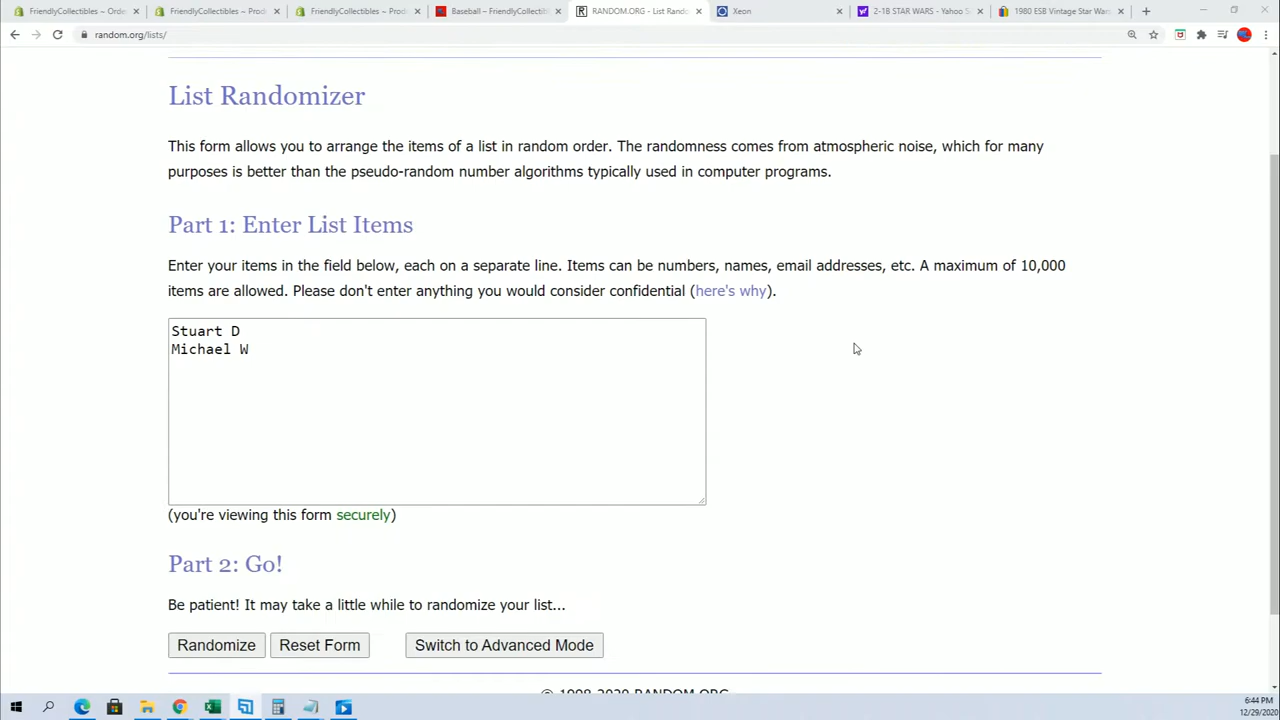 FriendlyCollectibles ~ Orde
FriendlyCollectibles ~ Prod
FriendlyCollectibles ~ Prod
Baseball – FriendlyCollectib
RANDOM.ORG - List Rando
Xeon
2-1B STAR WARS - Yahoo S
1980 ESB Vintage Star War
random.org/lists/
List Randomizer
This form allows you to arrange the items of a list in random order. The randomness comes from atmospheric noise, which for many
purposes is better than the pseudo-random number algorithms typically used in computer programs.
Part 1: Enter List Items
Enter your items in the field below, each on a separate line. Items can be numbers, names, email addresses, etc. A maximum of 10,000
items are allowed. Please don't enter anything you would consider confidential (here's why).
Stuart D
Michael W
(you're viewing this form securely)
Part 2: Go!
Be patient! It may take a little while to randomize your list...
Randomize
Reset Form
Switch to Advanced Mode
© 1998-2020 RANDOM.ORG
6:44 PM
12/29/2020